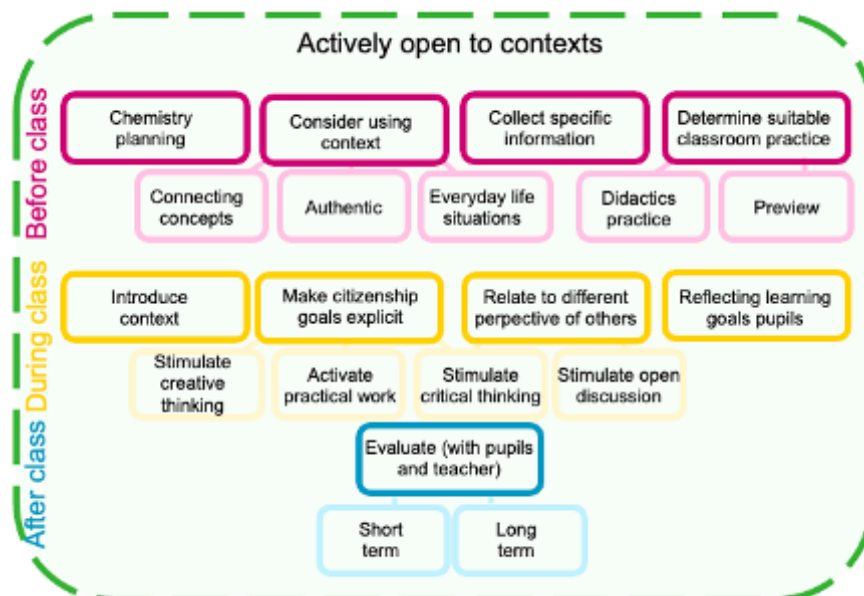 Actively open to contexts
Before class
Chemistry
planning
Consider using
context
Collect specific
information
Determine suitable
classroom practice
Connecting
concepts
Authentic
Everyday life
situations
Didactics
practice
Preview
During class
Introduce
context
Make citizenship
goals explicit
Relate to different
perpective of others
Reflecting learning
goals pupils
Stimulate
creative
thinking
Activate
practical work
Stimulate
critical thinking
Stimulate open
discussion
After class
Evaluate (with pupils
and teacher)
Short
term
Long
term